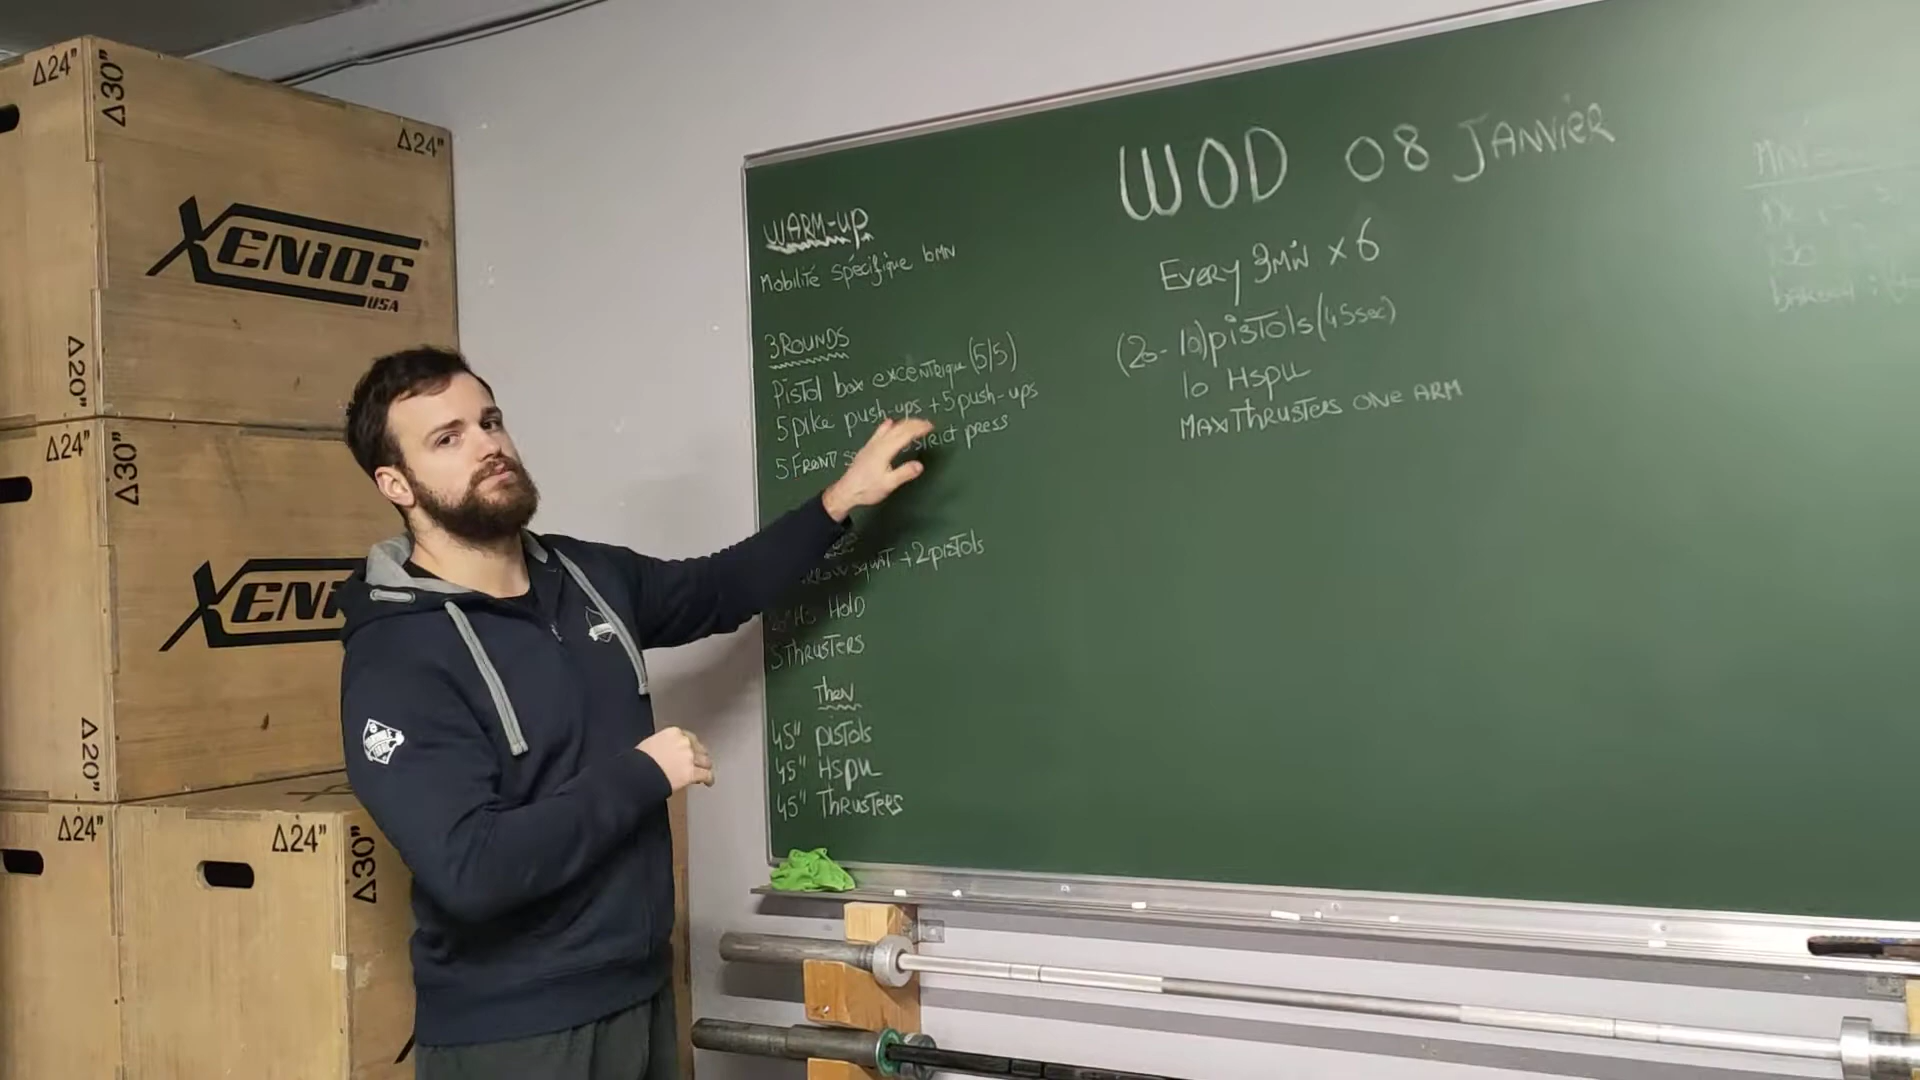 Δ24"
Δ30"
Δ24"
XENIOS
USA
Δ20"
Δ24"
Δ30"
XENI
Δ20"
Δ24"
Δ24"
Δ30"
WARM-UP
Mobilité spécifique 6MN
3 ROUNDS
Pistol box excentrique (5/5)
5 pike push-ups + 5 push-ups
5 FRONT strict press
squat + 2 pistols
HS HOLD
5 Thrusters
Then
45" pistols
45" HSPU
45" Thrusters
WOD 08 JANVIER
EVERY 3MIN x 6
(20-10) pistols (45sec)
10 HSPU
MAX Thrusters ONE ARM